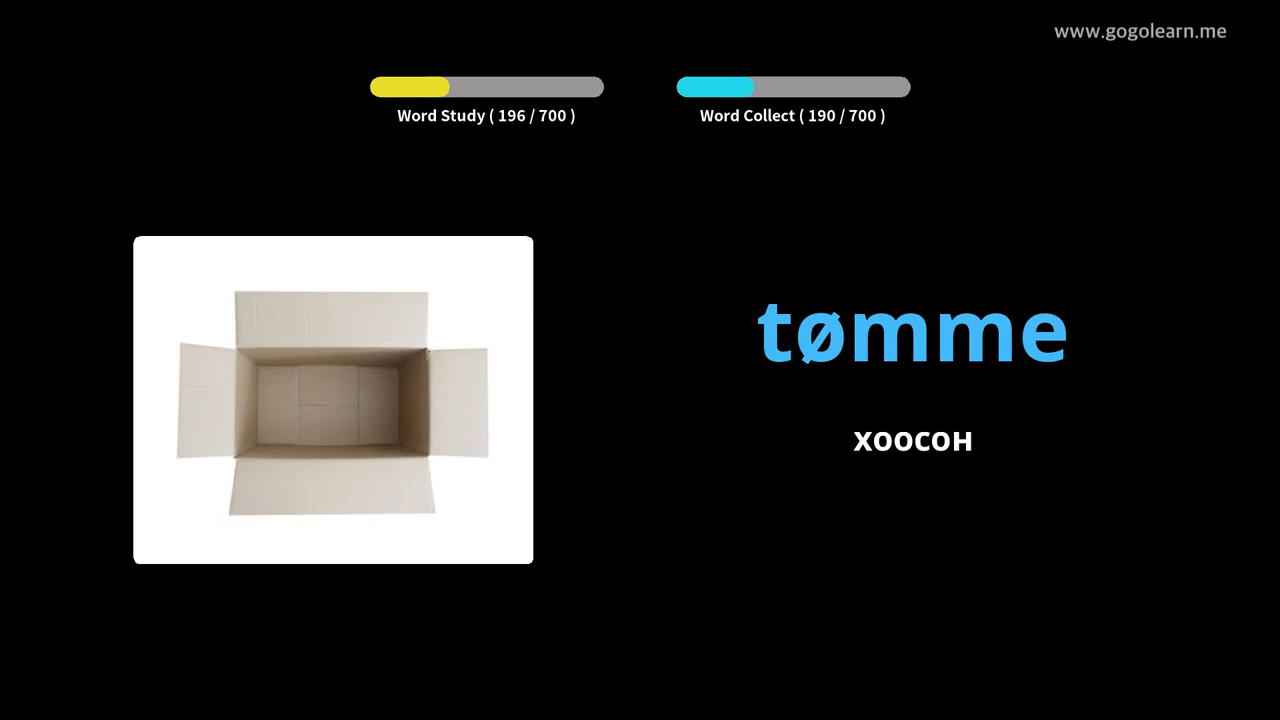 www.gogolearn.me
Word Study ( 196 / 700 )
Word Collect ( 190 / 700 )
tømme
хоосон